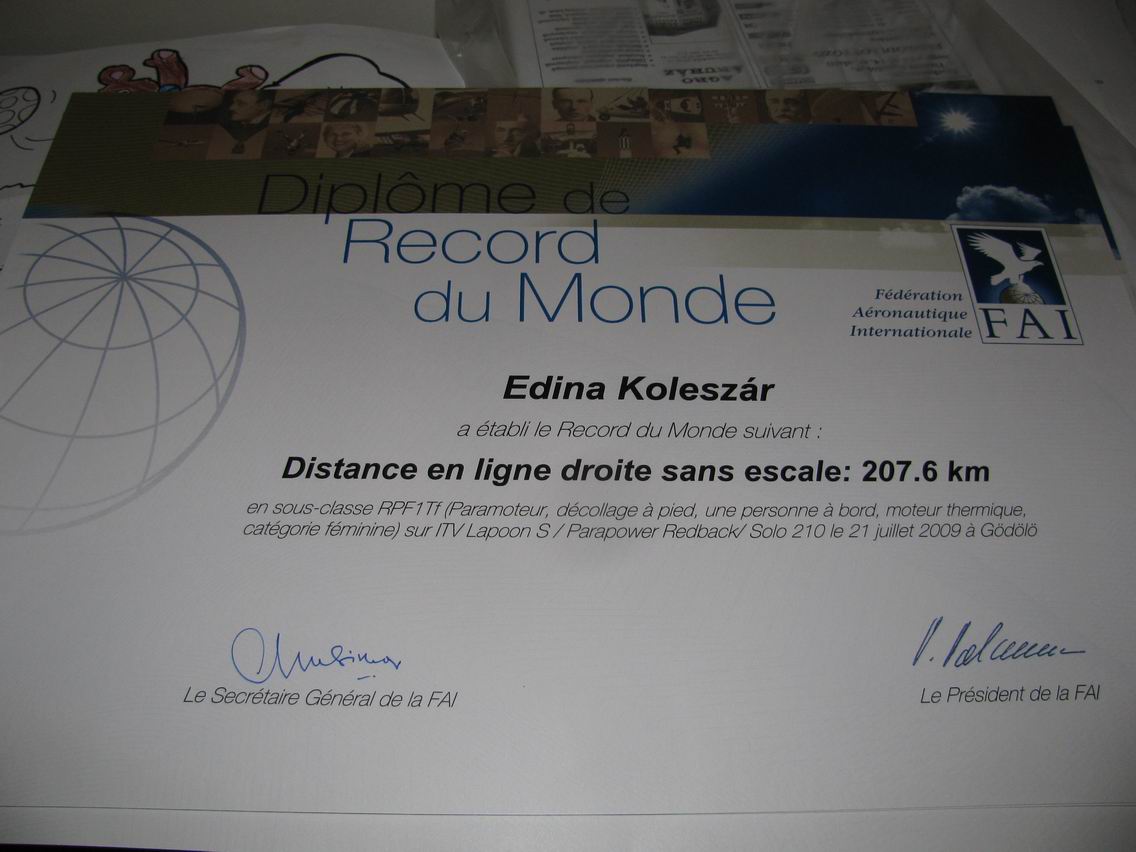 Diplôme de
Record
du Monde
Fédération
Aéronautique
Internationale
FAI
Edina Koleszár
a établi le Record du Monde suivant :
Distance en ligne droite sans escale: 207.6 km
en sous-classe RPF1Tf (Paramoteur, décollage à pied, une personne à bord, moteur thermique,
catégorie féminine) sur ITV Lapoon S / Parapower Redback/ Solo 210 le 21 juillet 2009 à Gödölö
Le Secrétaire Général de la FAI
Le Président de la FAI